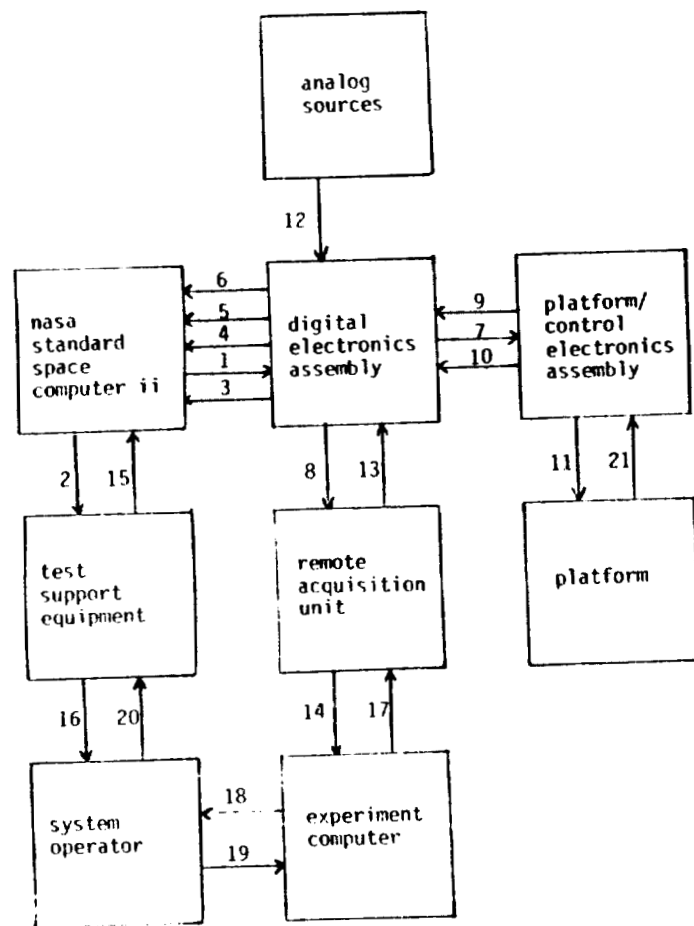 analog
sources
12
6
5
4
1
3
nasa
standard
space
computer ii
digital
electronics
assembly
9
7
10
platform/
control
electronics
assembly
2
15
8
13
11
21
test
support
equipment
remote
acquisition
unit
platform
16
20
14
17
system
operator
18
19
experiment
computer